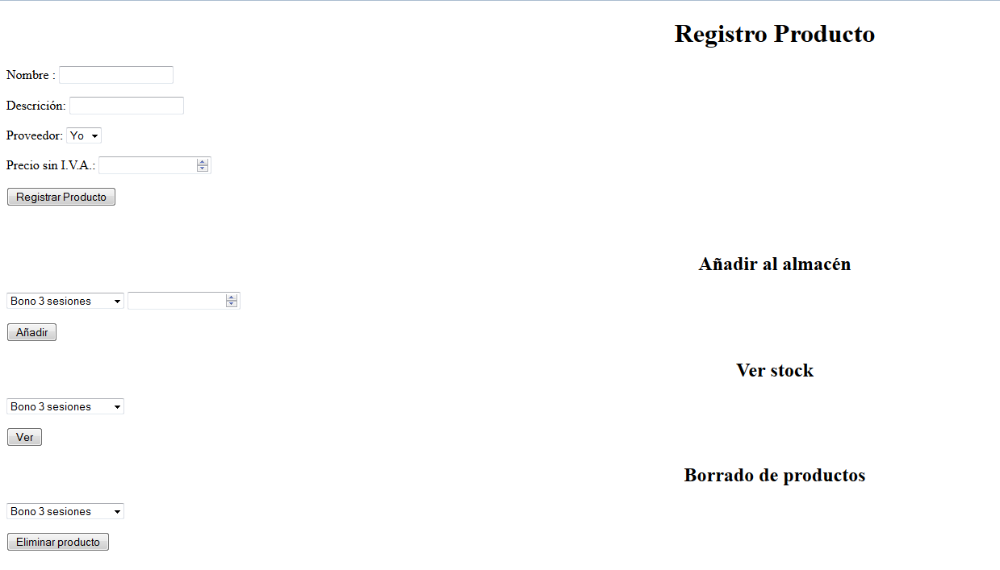 Registro Producto
Nombre :
Descrición:
Proveedor: Yo
Precio sin I.V.A.:
Registrar Producto
Añadir al almacén
Bono 3 sesiones
Añadir
Ver stock
Bono 3 sesiones
Ver
Borrado de productos
Bono 3 sesiones
Eliminar producto